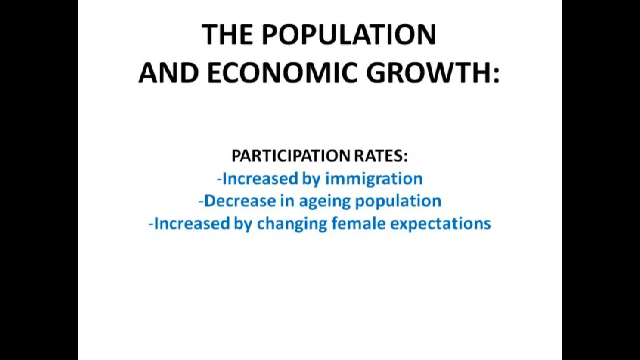 THE POPULATION
AND ECONOMIC GROWTH:
PARTICIPATION RATES:
-Increased by immigration
-Decrease in ageing population
-Increased by changing female expectations